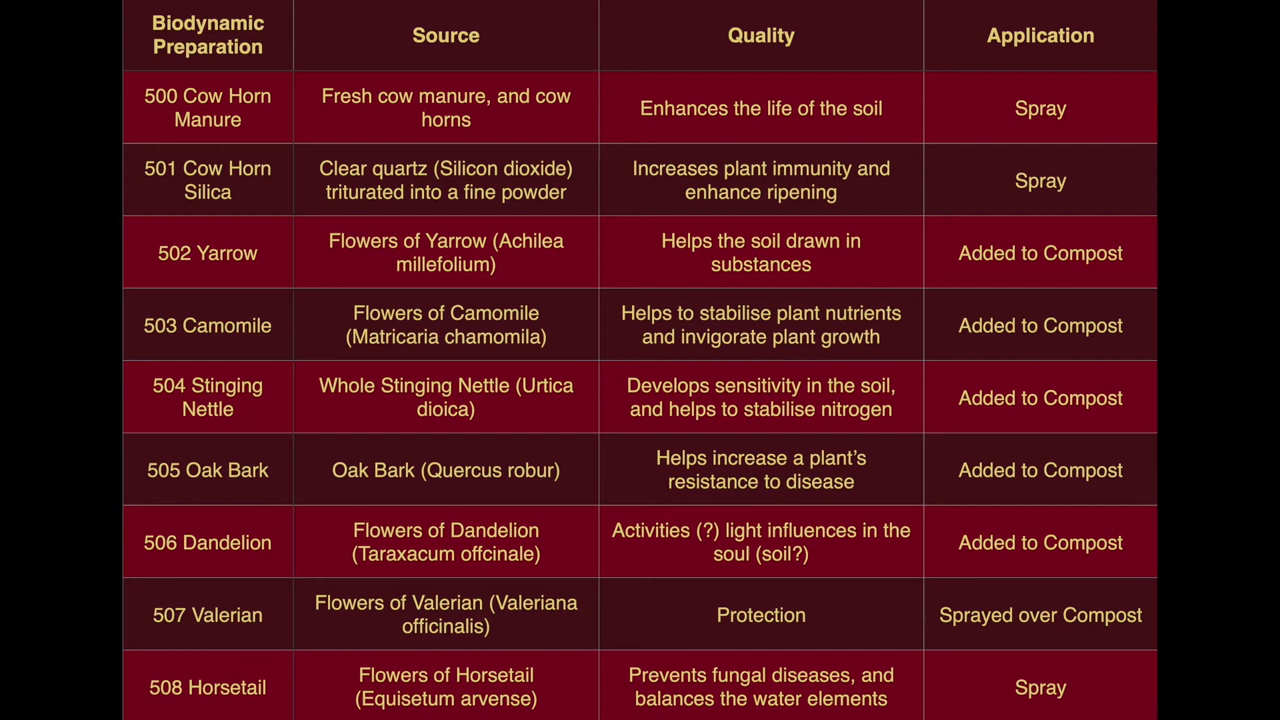 Biodynamic
Preparation
Source
Quality
Application
500 Cow Horn
Manure
Fresh cow manure, and cow
horns
Enhances the life of the soil
Spray
501 Cow Horn
Silica
Clear quartz (Silicon dioxide)
triturated into a fine powder
Increases plant immunity and
enhance ripening
Spray
502 Yarrow
Flowers of Yarrow (Achilea
millefolium)
Helps the soil drawn in
substances
Added to Compost
503 Camomile
Flowers of Camomile
(Matricaria chamomila)
Helps to stabilise plant nutrients
and invigorate plant growth
Added to Compost
504 Stinging
Nettle
Whole Stinging Nettle (Urtica
dioica)
Develops sensitivity in the soil,
and helps to stabilise nitrogen
Added to Compost
505 Oak Bark
Oak Bark (Quercus robur)
Helps increase a plant’s
resistance to disease
Added to Compost
506 Dandelion
Flowers of Dandelion
(Taraxacum offcinale)
Activities (?) light influences in the
soul (soil?)
Added to Compost
507 Valerian
Flowers of Valerian (Valeriana
officinalis)
Protection
Sprayed over Compost
508 Horsetail
Flowers of Horsetail
(Equisetum arvense)
Prevents fungal diseases, and
balances the water elements
Spray